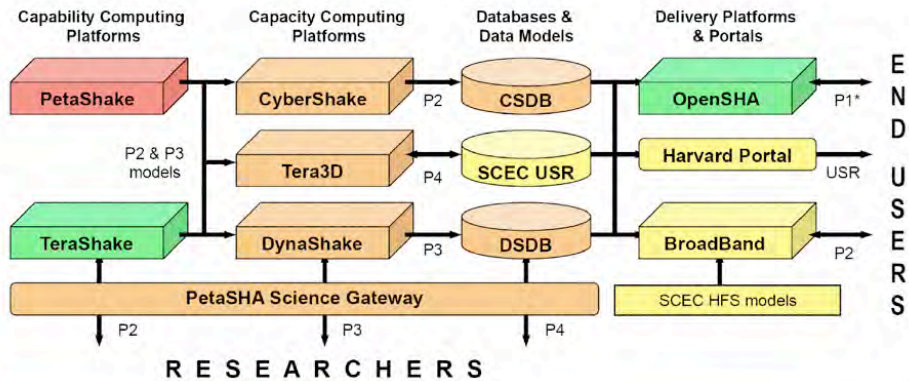 Capability Computing
Platforms
Capacity Computing
Platforms
Databases &
Data Models
Delivery Platforms
& Portals
PetaShake
CyberShake
P2
CSDB
OpenSHA
P1*
P2 & P3
models
Tera3D
P4
SCEC USR
Harvard Portal
USR
TeraShake
DynaShake
P3
DSDB
BroadBand
P2
PetaSHA Science Gateway
SCEC HFS models
P2
P3
P4
RESEARCHERS
END USERS